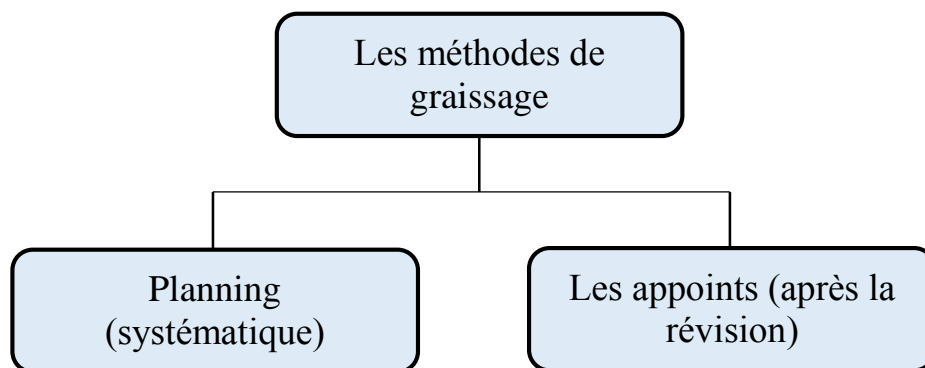 Les méthodes de
graissage
Planning
(systématique)
Les appoints (après la
révision)